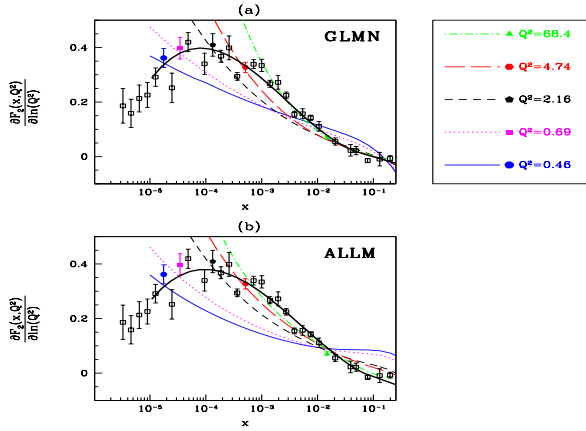 (a)
GLMN
0.4
0.2
0
∂F₂(x,Q²)
∂ln(Q²)
10⁻⁵ 10⁻⁴ 10⁻³ 10⁻² 10⁻¹
x
Q²=68.4
Q²=4.74
Q²=2.16
Q²=0.69
Q²=0.46
(b)
ALLM
0.4
0.2
0
∂F₂(x,Q²)
∂ln(Q²)
10⁻⁵ 10⁻⁴ 10⁻³ 10⁻² 10⁻¹
x